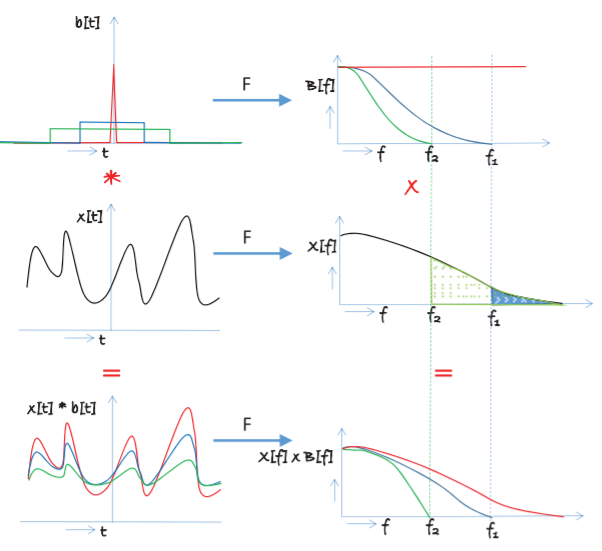 b[t]
F
B[f]
t
f
f₂
f₁
*
x
x[t]
F
X[f]
t
f
f₂
f₁
=
=
x[t] * b[t]
F
X[f] x B[f]
t
f
f₂
f₁